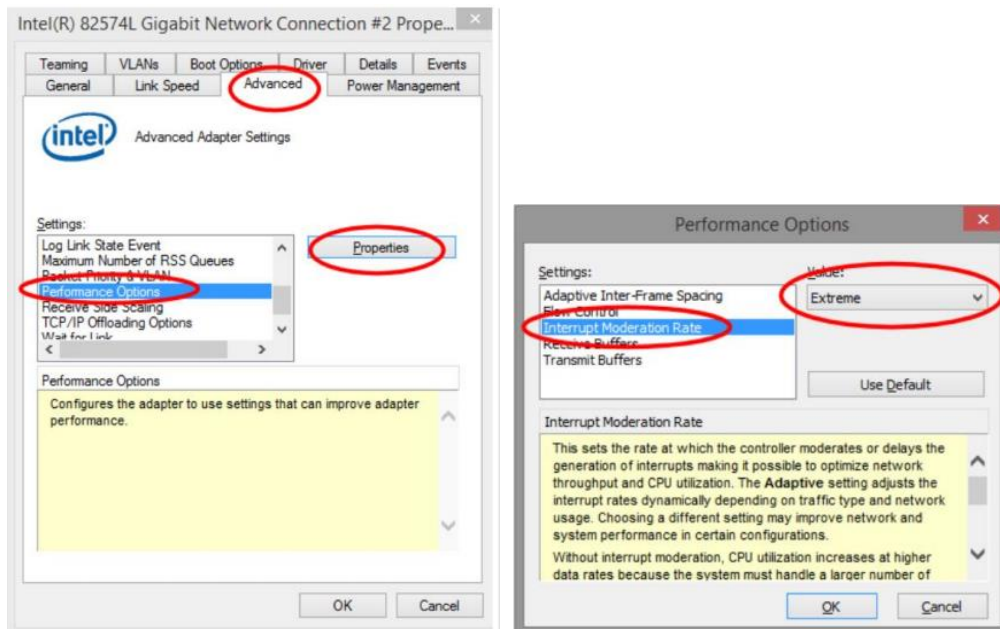 Intel(R) 82574L Gigabit Network Connection #2 Prope...
Teaming VLANs Boot Options Driver Details Events
General Link Speed Advanced Power Management
intel Advanced Adapter Settings
Settings:
Log Link State Event
Maximum Number of RSS Queues
Packet Priority & VLAN
Performance Options
Receive Side Scaling
TCP/IP Offloading Options
Wait for Link
Properties
Performance Options
Configures the adapter to use settings that can improve adapter
performance.
OK Cancel
Performance Options
Settings:
Adaptive Inter-Frame Spacing
Flow Control
Interrupt Moderation Rate
Receive Buffers
Transmit Buffers
Value:
Extreme
Use Default
Interrupt Moderation Rate
This sets the rate at which the controller moderates or delays the
generation of interrupts making it possible to optimize network
throughput and CPU utilization. The Adaptive setting adjusts the
interrupt rates dynamically depending on traffic type and network
usage. Choosing a different setting may improve network and
system performance in certain configurations.
Without interrupt moderation, CPU utilization increases at higher
data rates because the system must handle a larger number of
OK Cancel